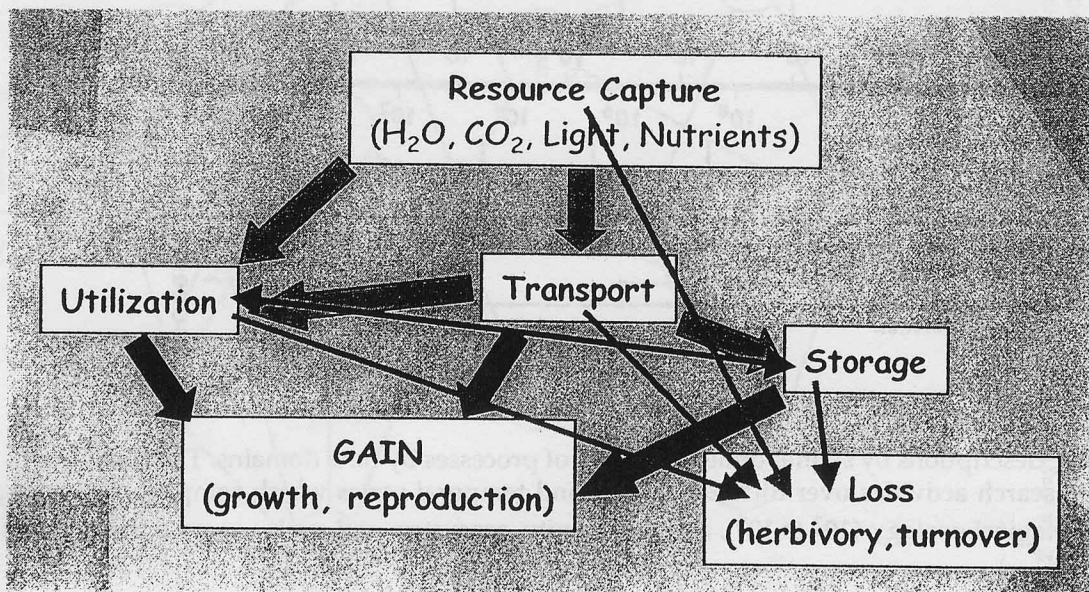 Resource Capture
(H₂O, CO₂, Light, Nutrients)
Utilization
Transport
Storage
GAIN
(growth, reproduction)
Loss
(herbivory, turnover)